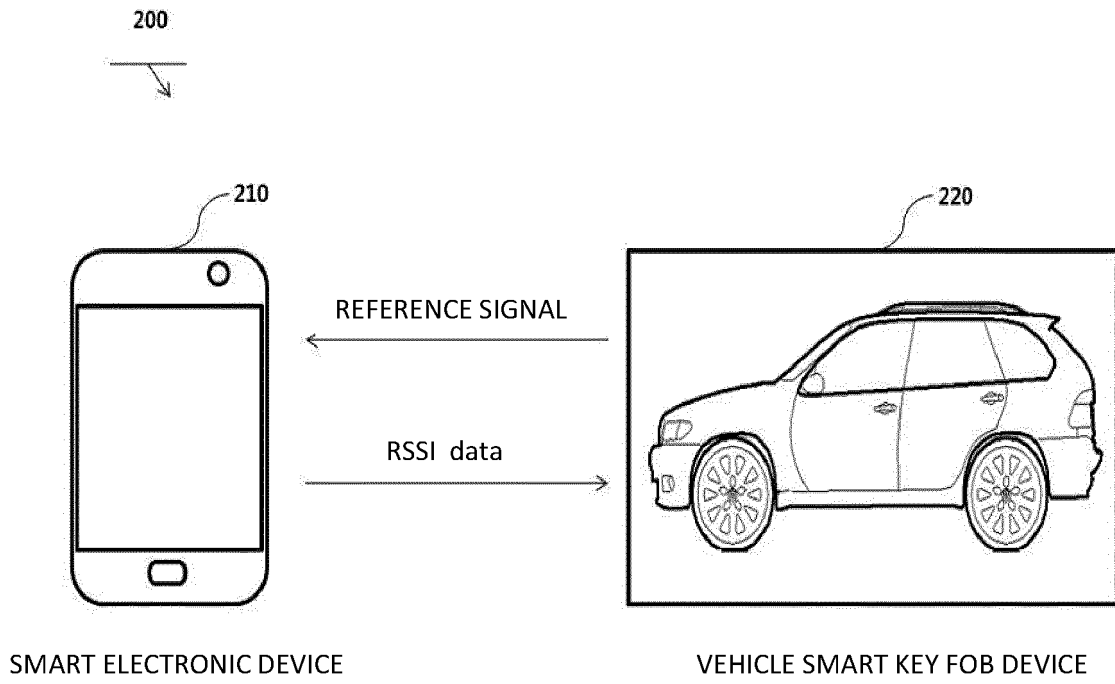 200
210
220
REFERENCE SIGNAL
RSSI data
SMART ELECTRONIC DEVICE
VEHICLE SMART KEY FOB DEVICE